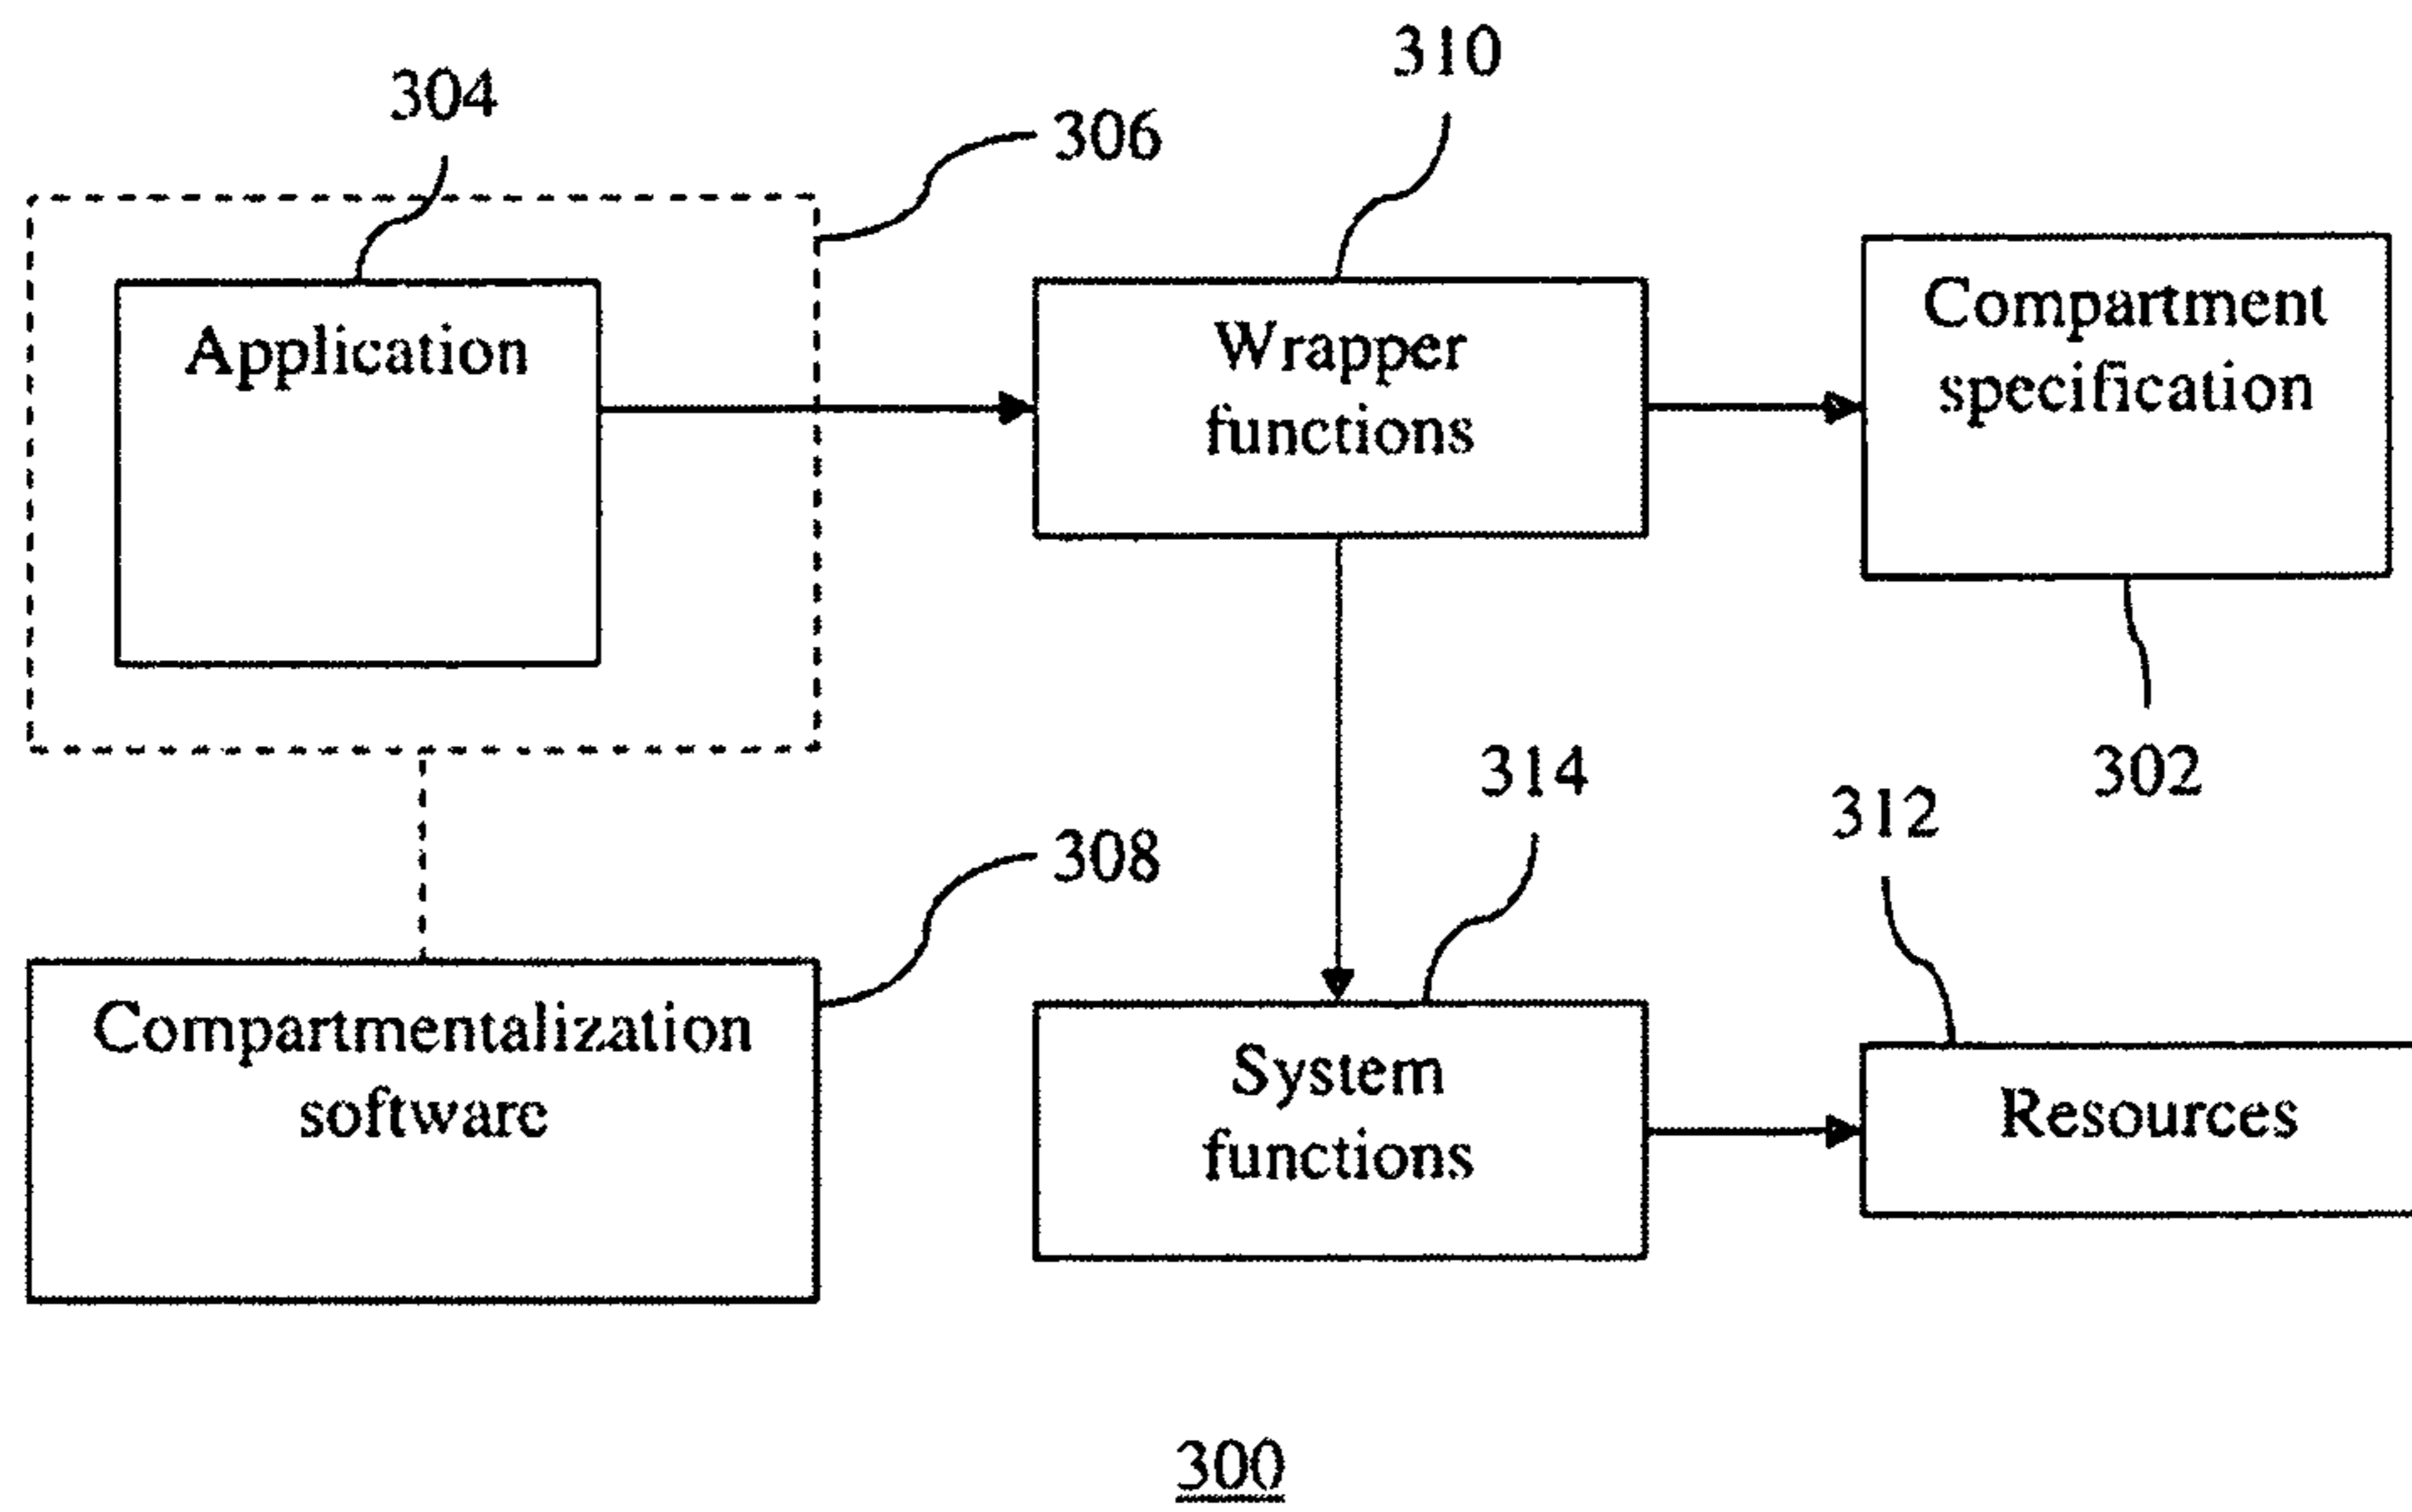 310
304
306
Application
Wrapper
functions
Compartment
specification
314
302
312
308
Compartmentalization
software
System
functions
Resources
300